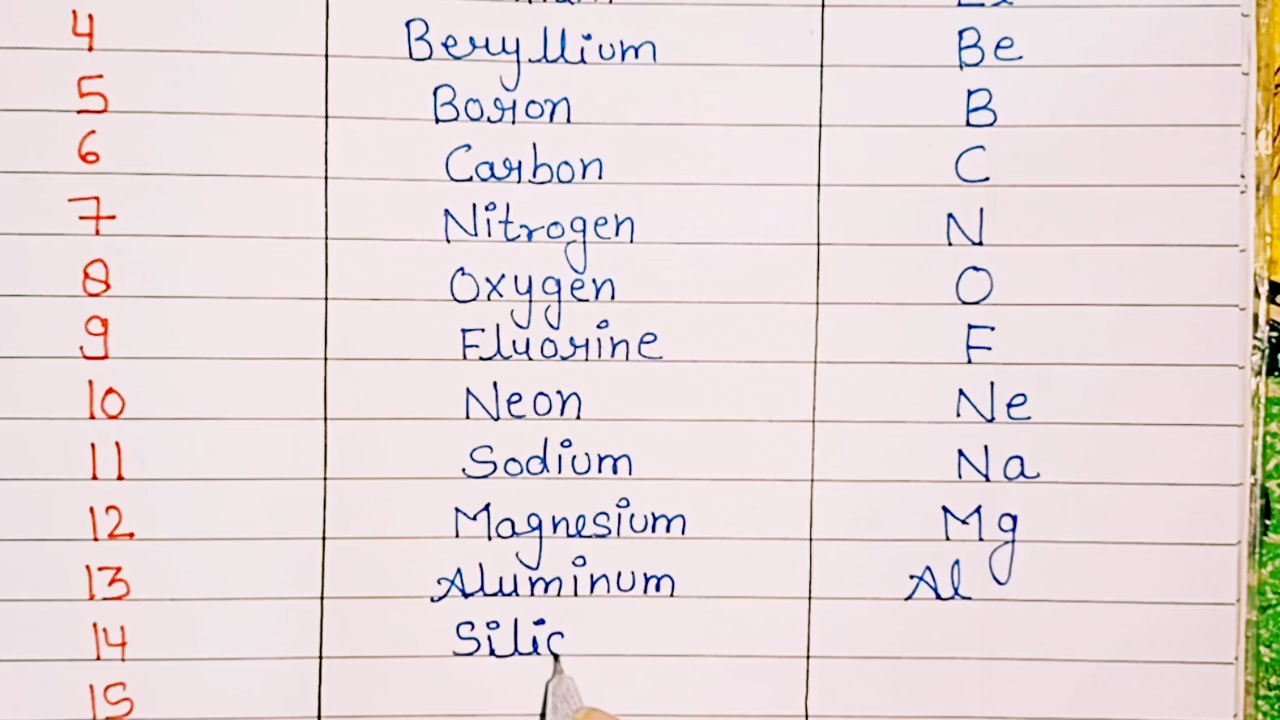 4 Beryllium Be
5 Boron B
6 Carbon C
7 Nitrogen N
8 Oxygen O
9 Fluorine F
10 Neon Ne
11 Sodium Na
12 Magnesium Mg
13 Aluminum Al
14 Silic
15